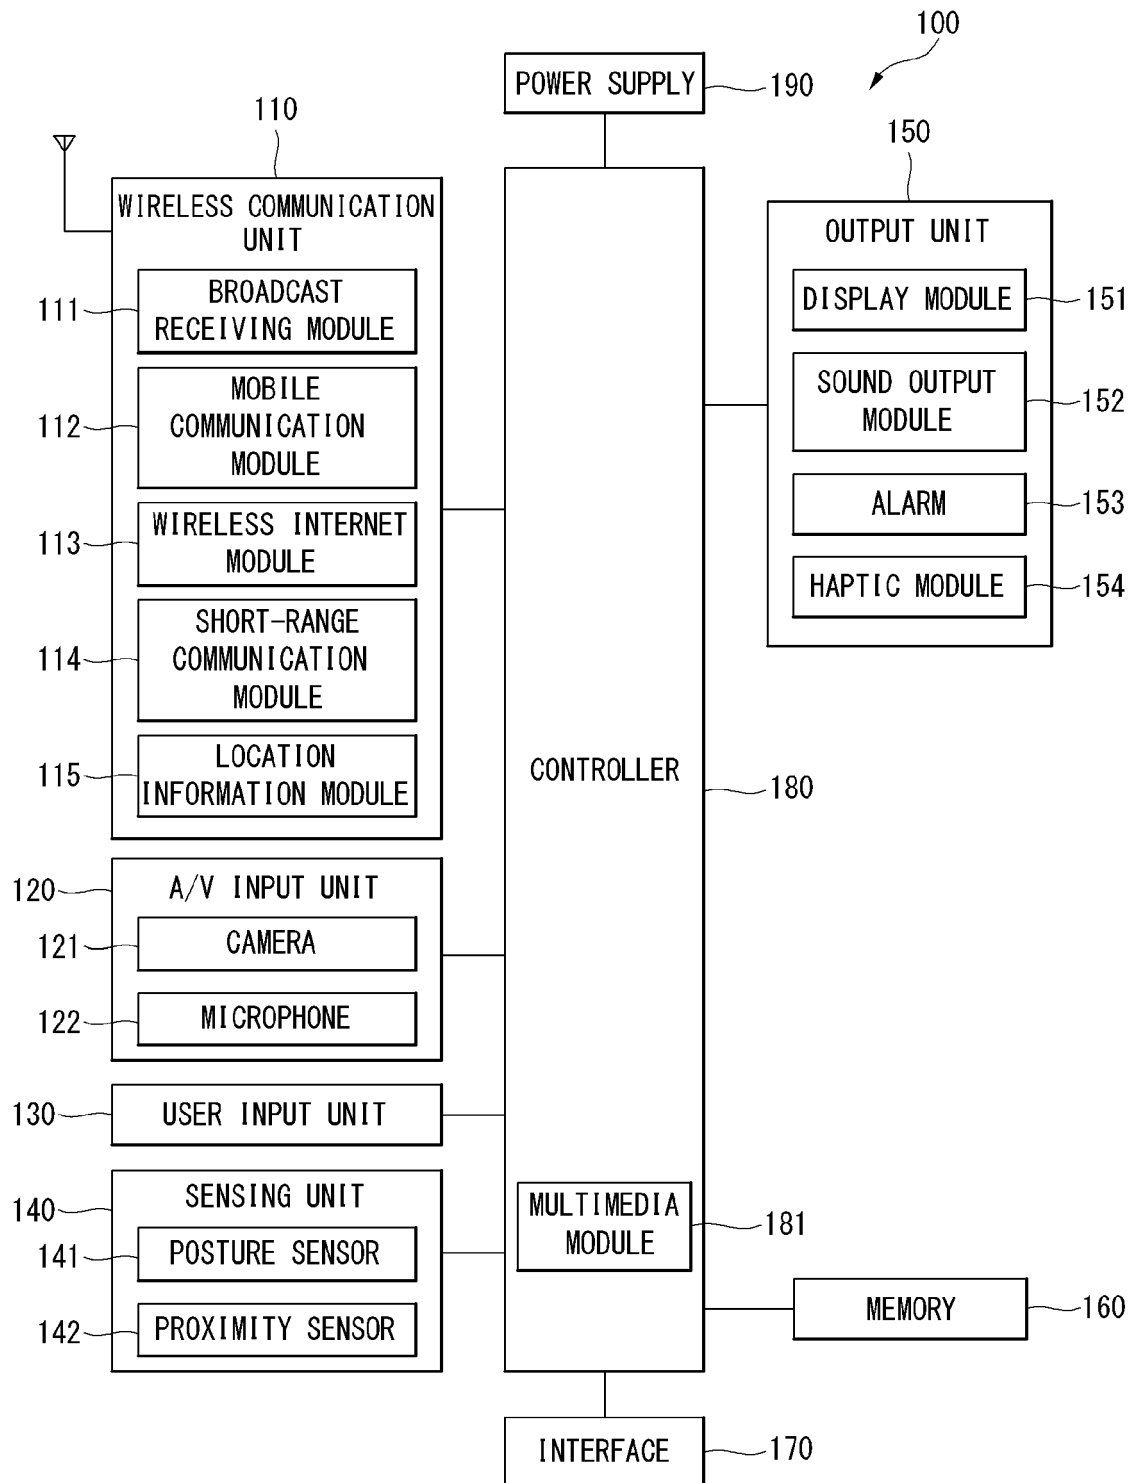 100
POWER SUPPLY
190
110
150
WIRELESS COMMUNICATION
UNIT
OUTPUT UNIT
111
BROADCAST
RECEIVING MODULE
DISPLAY MODULE
151
112
MOBILE
COMMUNICATION
MODULE
SOUND OUTPUT
MODULE
152
113
WIRELESS INTERNET
MODULE
ALARM
153
HAPTIC MODULE
154
114
SHORT-RANGE
COMMUNICATION
MODULE
115
LOCATION
INFORMATION MODULE
CONTROLLER
180
120
A/V INPUT UNIT
121
CAMERA
122
MICROPHONE
130
USER INPUT UNIT
140
SENSING UNIT
141
POSTURE SENSOR
142
PROXIMITY SENSOR
MULTIMEDIA
MODULE
181
MEMORY
160
INTERFACE
170